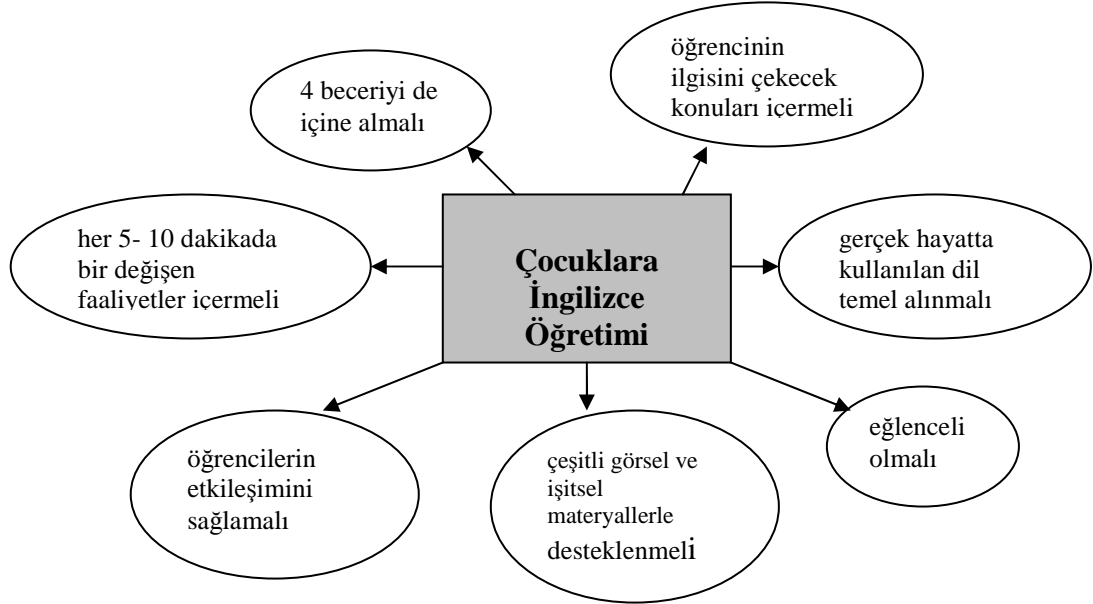 4 beceriyi de
içine almalı
öğrencinin
ilgisini çekecek
konuları içermeli
her 5- 10 dakikada
bir değişen
faaliyetler içermeli
Çocuklara
İngilizce
Öğretimi
gerçek hayatta
kullanılan dil
temel alınmalı
öğrencilerin
etkileşimini
sağlamalı
çeşitli görsel ve
işitsel
materyallerle
desteklenmeli
eğlenceli
olmalı